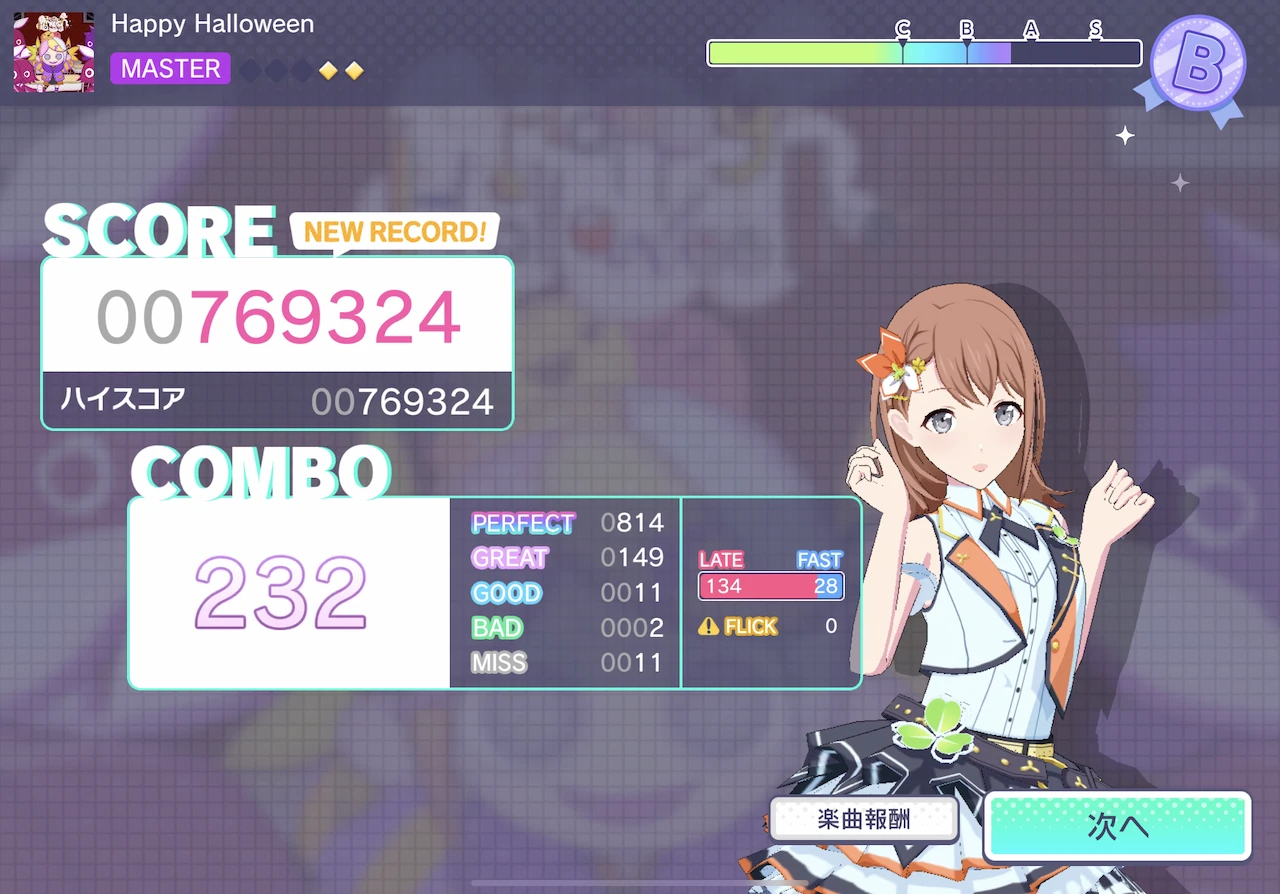 Happy Halloween
MASTER
C B A S
B
SCORE
NEW RECORD!
00769324
ハイスコア 00769324
COMBO
232
PERFECT 0814
GREAT 0149
GOOD 0011
BAD 0002
MISS 0011
LATE FAST
134 28
FLICK 0
楽曲報酬
次へ